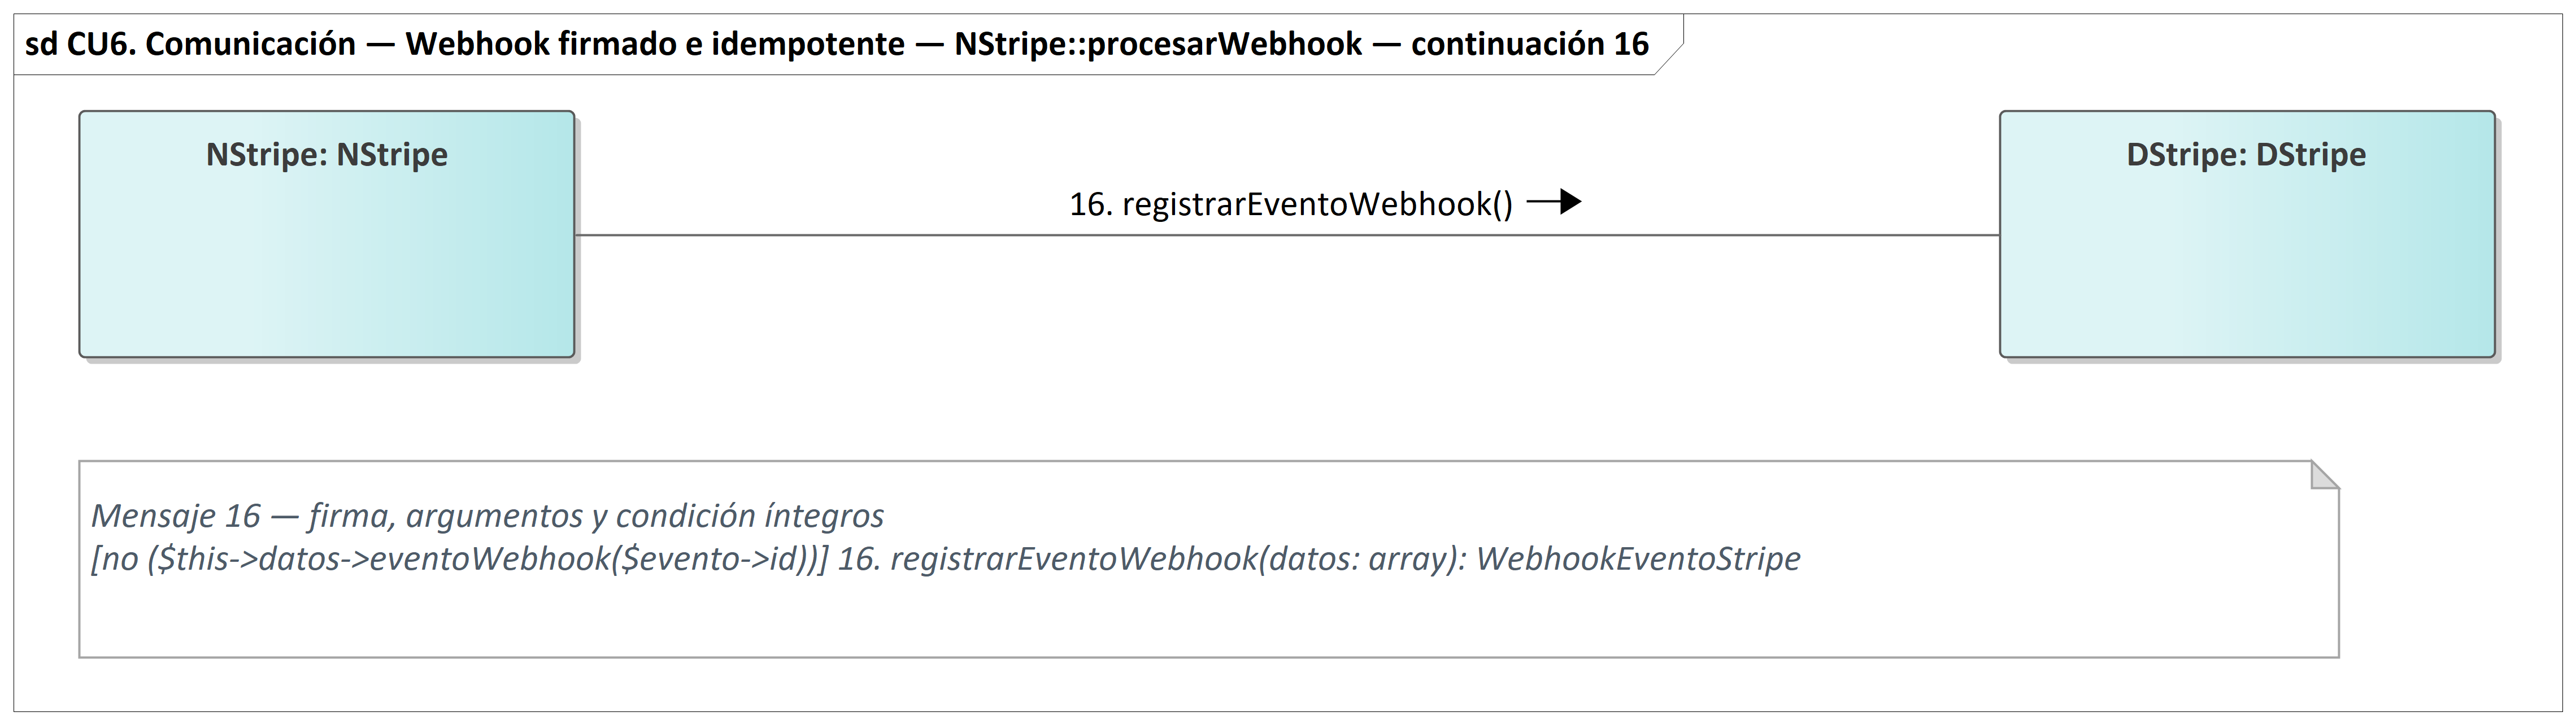 sd CU6. Comunicación — Webhook firmado e idempotente — NStripe::procesarWebhook — continuación 16
NStripe: NStripe
DStripe: DStripe
16. registrarEventoWebhook()
Mensaje 16 — firma, argumentos y condición íntegros
[no ($this->datos->eventoWebhook($evento->id))] 16. registrarEventoWebhook(datos: array): WebhookEventoStripe